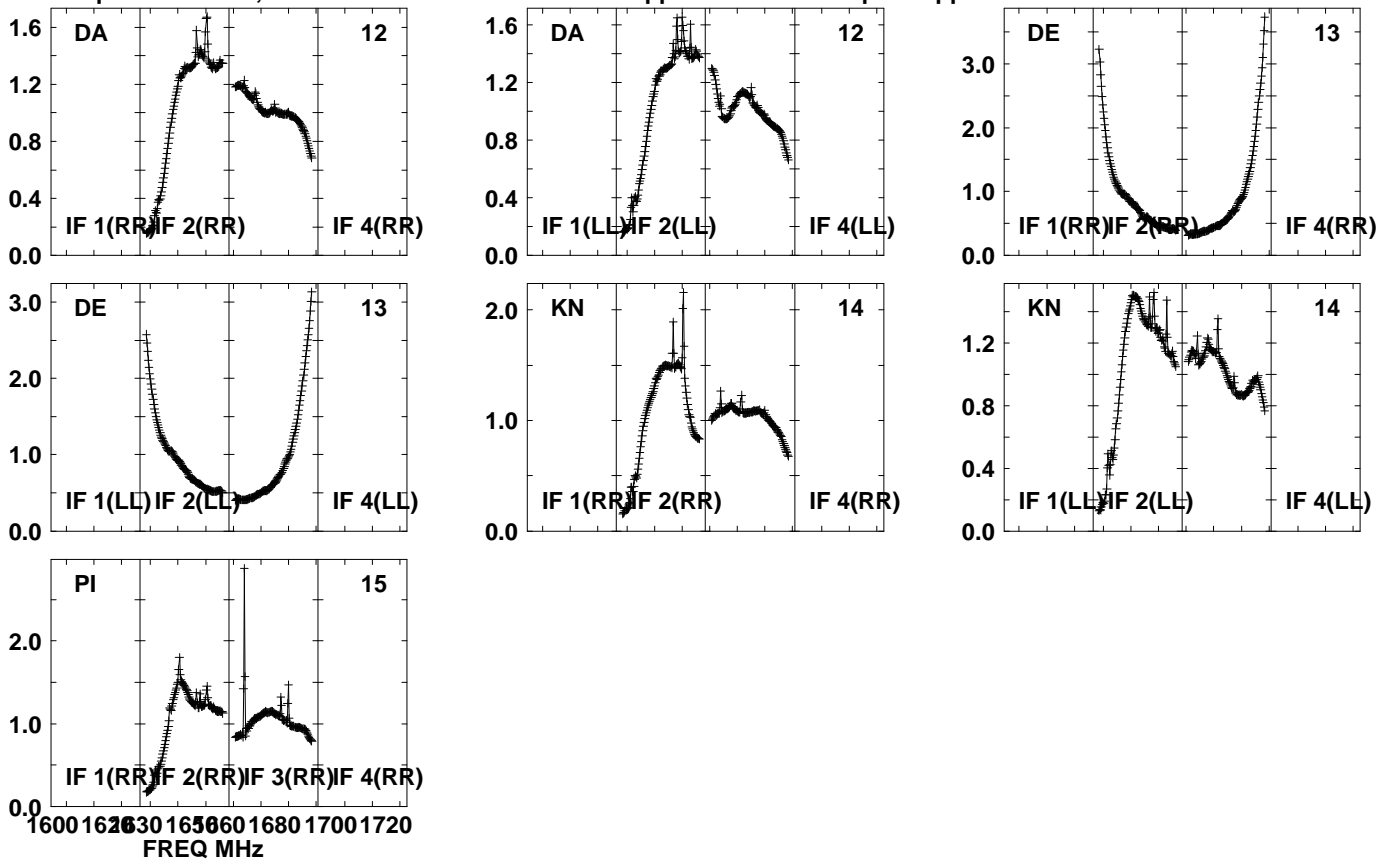 DA 12 DA 12 DE 13
1.6 1.6
3.0
1.2 1.2
2.0
0.8 0.8
0.4 0.4 1.0
IF 1(RR) IF 2(RR) IF 4(RR) IF 1(LL) IF 2(LL) IF 4(LL) IF 1(RR) IF 2(RR) IF 4(RR)
0.0 0.0 0.0
3.0 DE 13 KN 14 KN 14
2.0
1.2
2.0
0.8
1.0
1.0 0.4
IF 1(LL) IF 2(LL) IF 4(LL) IF 1(RR) IF 2(RR) IF 4(RR) IF 1(LL) IF 2(LL) IF 4(LL)
0.0 0.0 0.0
PI 15
2.0
1.0
IF 1(RR) IF 2(RR) IF 3(RR) IF 4(RR)
0.0
1600 1620 1630 1650 1660 1680 1700 1720
FREQ MHz